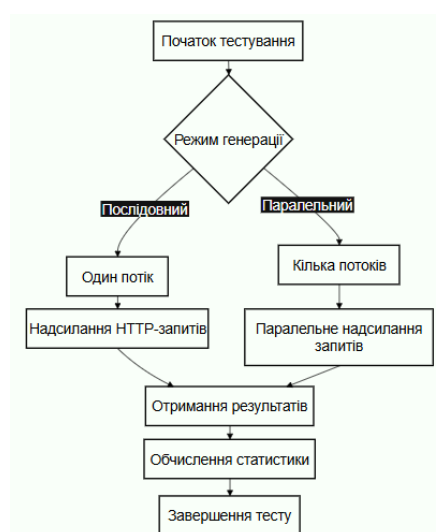 Початок тестування
Режим генерації
Послідовний
Паралельний
Один потік
Кілька потоків
Надсилання HTTP-запитів
Паралельне надсилання
запитів
Отримання результатів
Обчислення статистики
Завершення тесту